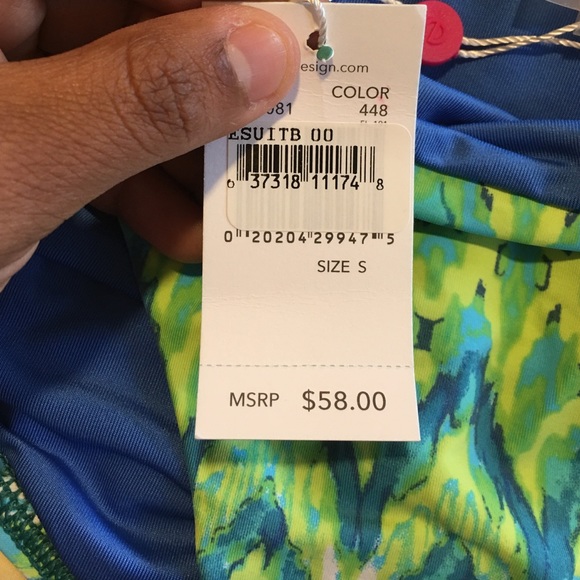 esign.com
COLOR
081 448
ESUITB 00
6 37318 11174 8
0 20204 29947 5
SIZE S
MSRP $58.00